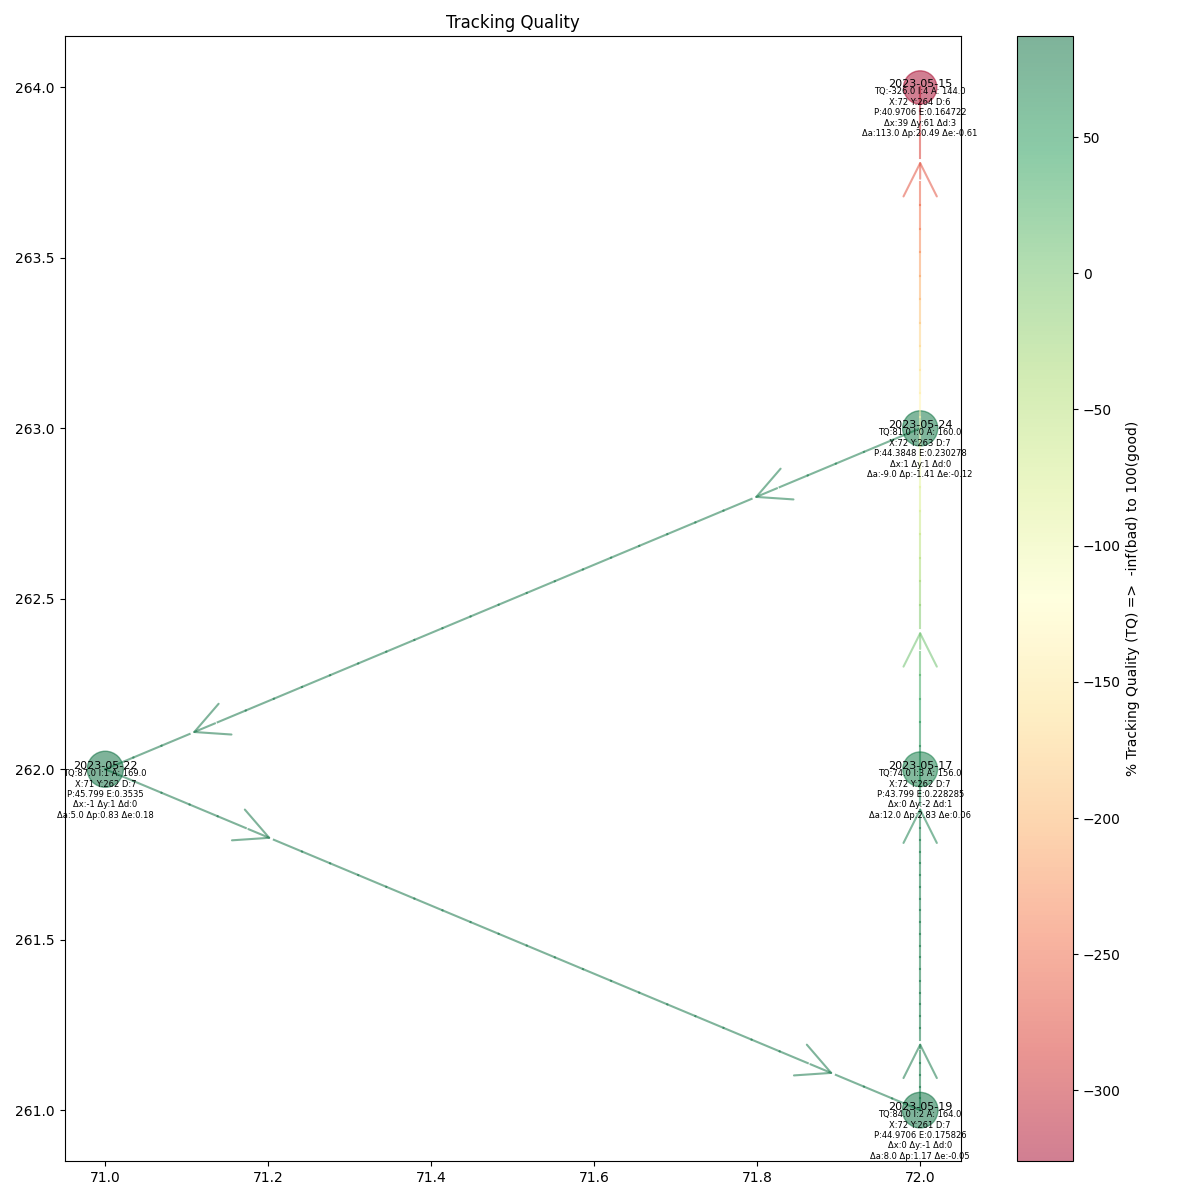 Tracking Quality
264.0
263.5
263.0
262.5
262.0
261.5
261.0
71.0 71.2 71.4 71.6 71.8 72.0
2023-05-15
TQ:-326.0 I:4 A: 144.0
X:72 Y:264 D:6
P:40.9706 E:0.164722
Δx:39 Δy:61 Δd:3
Δa:113.0 Δp:20.49 Δe:-0.61
2023-05-24
TQ:81.0 I:0 A: 160.0
X:72 Y:263 D:7
P:44.3848 E:0.230278
Δx:1 Δy:1 Δd:0
Δa:-9.0 Δp:-1.41 Δe:-0.12
2023-05-22
TQ:87.0 I:1 A: 169.0
X:71 Y:262 D:7
P:45.799 E:0.3535
Δx:-1 Δy:1 Δd:0
Δa:5.0 Δp:0.83 Δe:0.18
2023-05-17
TQ:74.0 I:3 A: 156.0
X:72 Y:262 D:7
P:43.799 E:0.228285
Δx:0 Δy:-2 Δd:1
Δa:12.0 Δp:2.83 Δe:0.06
2023-05-19
TQ:84.0 I:2 A: 164.0
X:72 Y:261 D:7
P:44.9706 E:0.175826
Δx:0 Δy:-1 Δd:0
Δa:8.0 Δp:1.17 Δe:-0.05
50
0
−50
−100
−150
−200
−250
−300
% Tracking Quality (TQ) => -inf(bad) to 100(good)